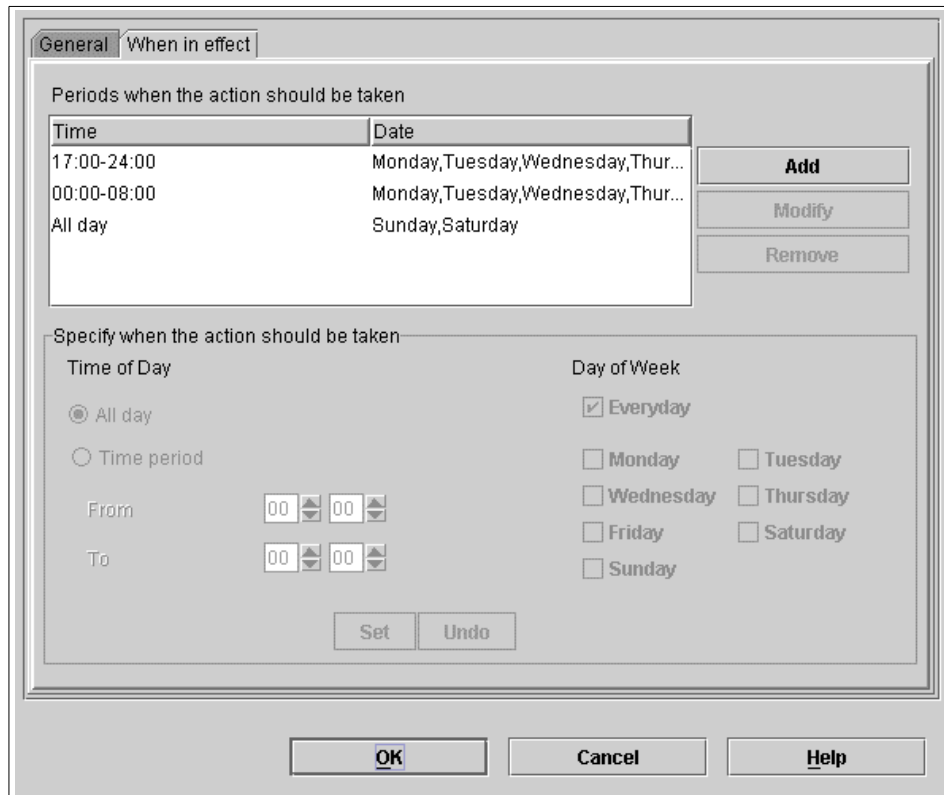 General When in effect
Periods when the action should be taken
Time Date
17:00-24:00 Monday,Tuesday,Wednesday,Thur...
00:00-08:00 Monday,Tuesday,Wednesday,Thur...
All day Sunday,Saturday
Add
Modify
Remove
Specify when the action should be taken
Time of Day Day of Week
All day Everyday
Time period Monday Tuesday
From 00 00 Wednesday Thursday
Friday Saturday
To 00 00 Sunday
Set Undo
OK Cancel Help